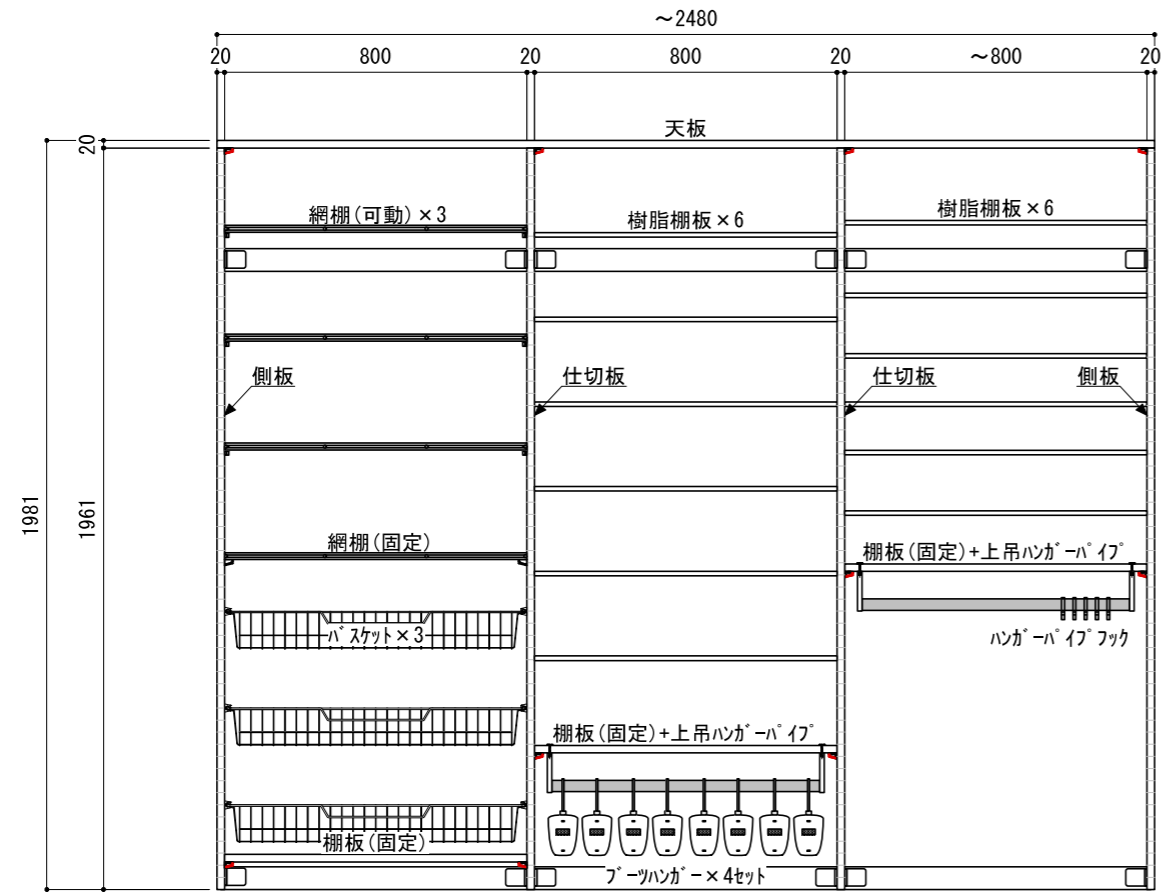 ～2480
20 800 20 800 20 ～800 20
天板
20
網棚(可動)×3
樹脂棚板×6
樹脂棚板×6
側板
仕切板
仕切板
側板
1981
1961
網棚(固定)
棚板(固定)+上吊ﾊﾝｶﾞｰﾊﾟｲﾌﾟ
ﾊﾞｽｹｯﾄ×3
ﾊﾝｶﾞｰﾊﾟｲﾌﾟﾌｯｸ
棚板(固定)+上吊ﾊﾝｶﾞｰﾊﾟｲﾌﾟ
棚板(固定)
ﾌﾞｰﾂﾊﾝｶﾞｰ×4ｾｯﾄ